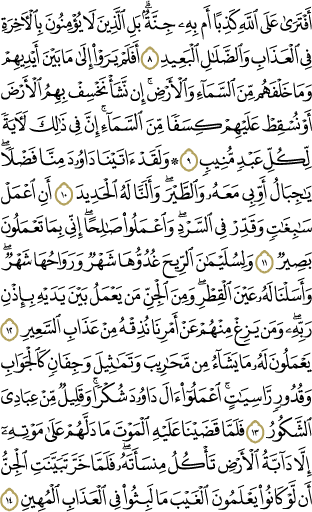 أَفْتَرَىٰ عَلَى ٱللَّهِ كَذِبًا أَم بِهِۦ جِنَّةٌۢۗ بَلِ ٱلَّذِينَ لَا يُؤْمِنُونَ بِٱلْأَخِرَةِ
فِى ٱلْعَذَابِ وَٱلضَّلَٰلِ ٱلْبَعِيدِ ٨ أَفَلَمْ يَرَوْا۟ إِلَىٰ مَا بَيْنَ أَيْدِيهِمْ
وَمَا خَلْفَهُم مِّنَ ٱلسَّمَآءِ وَٱلْأَرْضِۚ إِن نَّشَأْ نَخْسِفْ بِهِمُ ٱلْأَرْضَ
أَوْ نُسْقِطْ عَلَيْهِمْ كِسَفًا مِّنَ ٱلسَّمَآءِۚ إِنَّ فِى ذَٰلِكَ لَأٓيَةً
لِّكُلِّ عَبْدٍ مُّنِيبٍ ٩ ۞ وَلَقَدْ ءَاتَيْنَا دَاوُۥدَ مِنَّا فَضْلًاۖ
يَٰجِبَالُ أَوِّبِى مَعَهُۥ وَٱلطَّيْرَۖ وَأَلَنَّا لَهُ ٱلْحَدِيدَ ١٠ أَنِ ٱعْمَلْ
سَٰبِغَٰتٍ وَقَدِّرْ فِى ٱلسَّرْدِۖ وَٱعْمَلُوا۟ صَٰلِحًاۖ إِنِّى بِمَا تَعْمَلُونَ
بَصِيرٌ ١١ وَلِسُلَيْمَٰنَ ٱلرِّيحَ غُدُوُّهَا شَهْرٌ وَرَوَاحُهَا شَهْرٌۖ
وَأَسَلْنَا لَهُۥ عَيْنَ ٱلْقِطْرِۖ وَمِنَ ٱلْجِنِّ مَن يَعْمَلُ بَيْنَ يَدَيْهِ بِإِذْنِ
رَبِّهِۦۖ وَمَن يَزِغْ مِنْهُمْ عَنْ أَمْرِنَا نُذِقْهُ مِنْ عَذَابِ ٱلسَّعِيرِ ١٢
يَعْمَلُونَ لَهُۥ مَا يَشَآءُ مِن مَّحَٰرِيبَ وَتَمَٰثِيلَ وَجِفَانٍ كَٱلْجَوَابِ
وَقُدُورٍ رَّاسِيَٰتٍۚ ٱعْمَلُوٓا۟ ءَالَ دَاوُۥدَ شُكْرًاۚ وَقَلِيلٌ مِّنْ عِبَادِىَ
ٱلشَّكُورُ ١٣ فَلَمَّا قَضَيْنَا عَلَيْهِ ٱلْمَوْتَ مَا دَلَّهُمْ عَلَىٰ مَوْتِهِۦٓ
إِلَّا دَآبَّةُ ٱلْأَرْضِ تَأْكُلُ مِنسَأَتَهُۥۖ فَلَمَّا خَرَّ تَبَيَّنَتِ ٱلْجِنُّ
أَن لَّوْ كَانُوا۟ يَعْلَمُونَ ٱلْغَيْبَ مَا لَبِثُوا۟ فِى ٱلْعَذَابِ ٱلْمُهِينِ ١٤